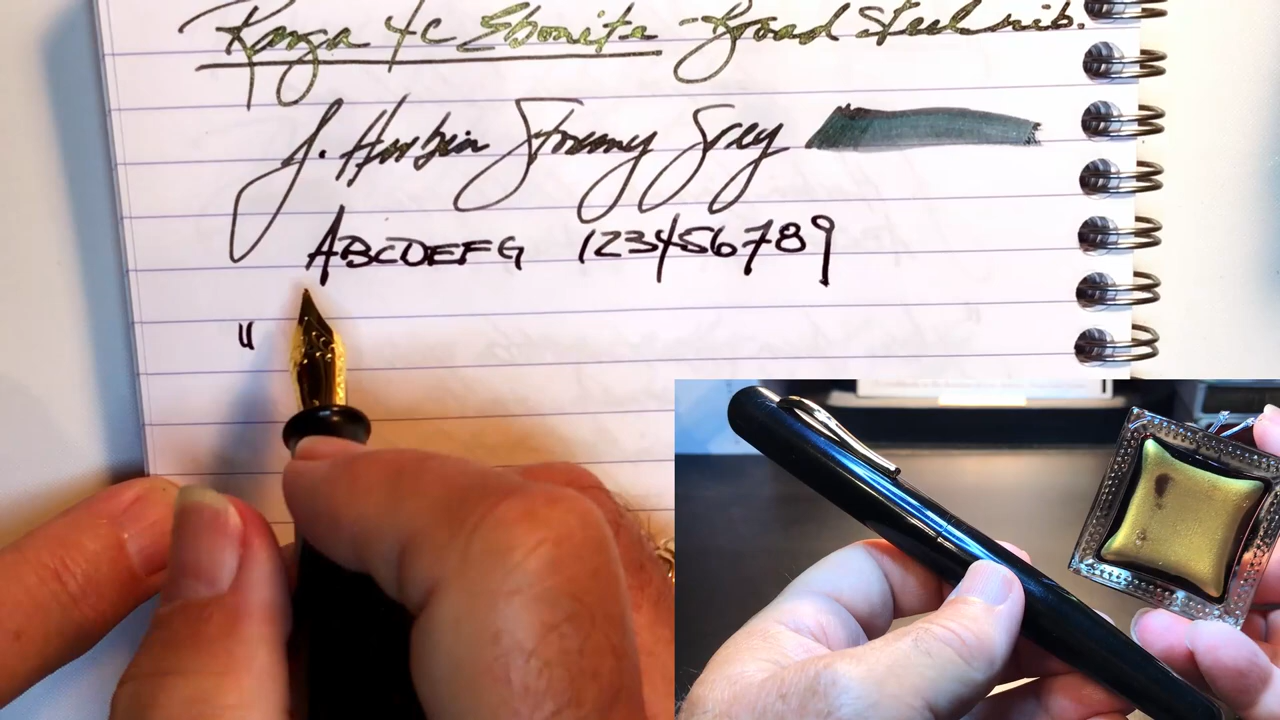 Ranga 4C Ebonite - Broad Steel nib.
J. Herbin Stormy Grey
ABCDEFG 123456789
"